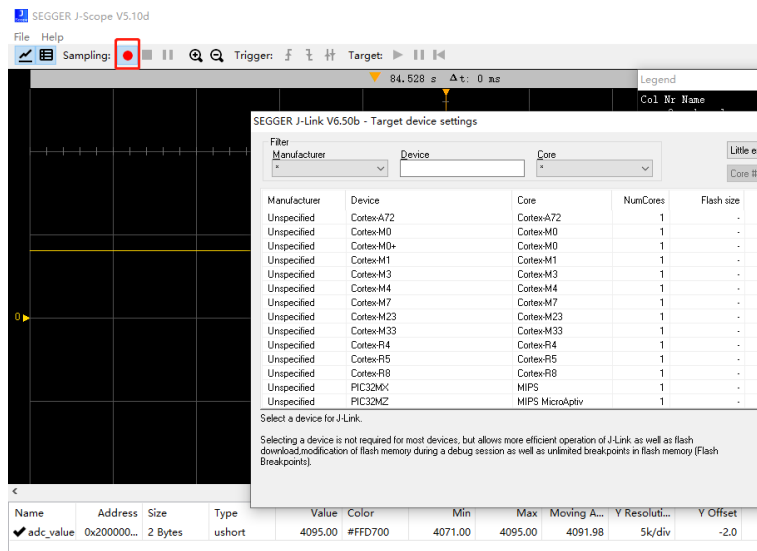 SEGGER J-Scope V5.10d
File Help
Sampling: Trigger: Target:
84.528 s Δt: 0 ms
Legend
Col Nr Name
SEGGER J-Link V6.50b - Target device settings
Filter
Manufacturer Device Core
* *
Little e
Core #
Manufacturer Device Core NumCores Flash size
Unspecified Cortex-A72 Cortex-A72 1 -
Unspecified Cortex-M0 Cortex-M0 1 -
Unspecified Cortex-M0+ Cortex-M0 1 -
Unspecified Cortex-M1 Cortex-M1 1 -
Unspecified Cortex-M3 Cortex-M3 1 -
Unspecified Cortex-M4 Cortex-M4 1 -
Unspecified Cortex-M7 Cortex-M7 1 -
Unspecified Cortex-M23 Cortex-M23 1 -
Unspecified Cortex-M33 Cortex-M33 1 -
Unspecified Cortex-R4 Cortex-R4 1 -
Unspecified Cortex-R5 Cortex-R5 1 -
Unspecified Cortex-R8 Cortex-R8 1 -
Unspecified PIC32MX MIPS 1 -
Unspecified PIC32MZ MIPS MicroAptiv 1 -
0
Select a device for J-Link.
Selecting a device is not required for most devices, but allows more efficient operation of J-Link as well as flash
download,modification of flash memory during a debug session as well as unlimited breakpoints in flash memory (Flash
Breakpoints).
Name Address Size Type Value Color Min Max Moving A... Y Resoluti... Y Offset
adc_value 0x200000... 2 Bytes ushort 4095.00 #FFD700 4071.00 4095.00 4091.98 5k/div -2.0